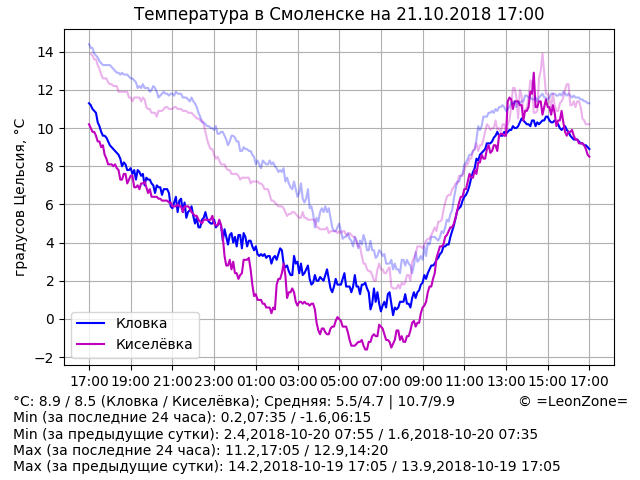 Температура в Смоленске на 21.10.2018 17:00
градусов Цельсия, °C
14
12
10
8
6
4
2
0
−2
Кловка
Киселёвка
17:00 19:00 21:00 23:00 01:00 03:00 05:00 07:00 09:00 11:00 13:00 15:00 17:00
°C: 8.9 / 8.5 (Кловка / Киселёвка); Средняя: 5.5/4.7 | 10.7/9.9 © =LeonZone=
Min (за последние 24 часа): 0.2,07:35 / -1.6,06:15
Min (за предыдущие сутки): 2.4,2018-10-20 07:55 / 1.6,2018-10-20 07:35
Max (за последние 24 часа): 11.2,17:05 / 12.9,14:20
Max (за предыдущие сутки): 14.2,2018-10-19 17:05 / 13.9,2018-10-19 17:05